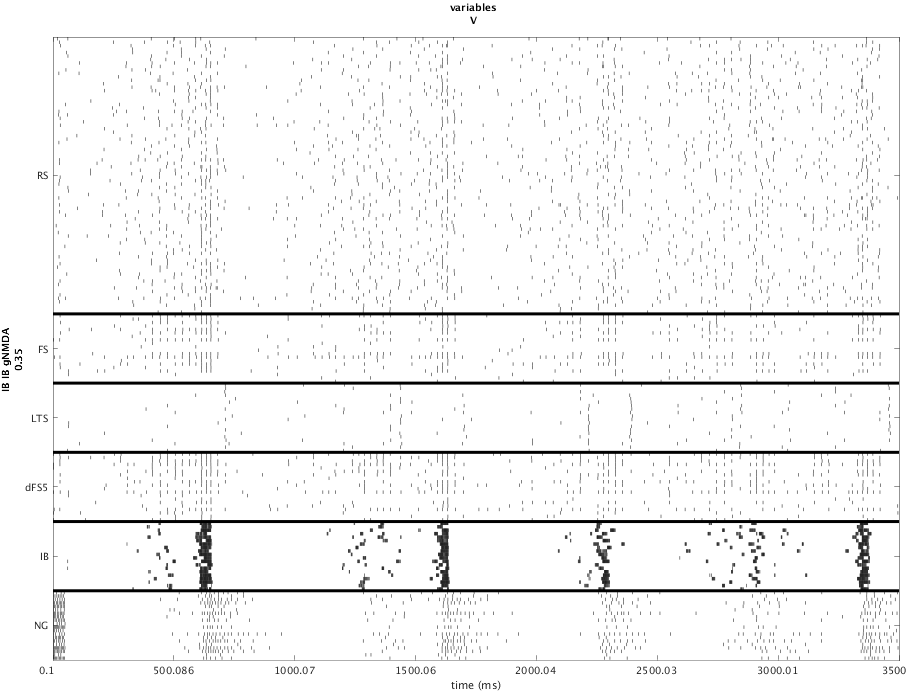 variables
V
IB IB gNMDA
0.35
RS
FS
LTS
dFS5
IB
NG
0.1 500.086 1000.07 1500.06 2000.04 2500.03 3000.01 3500
time (ms)